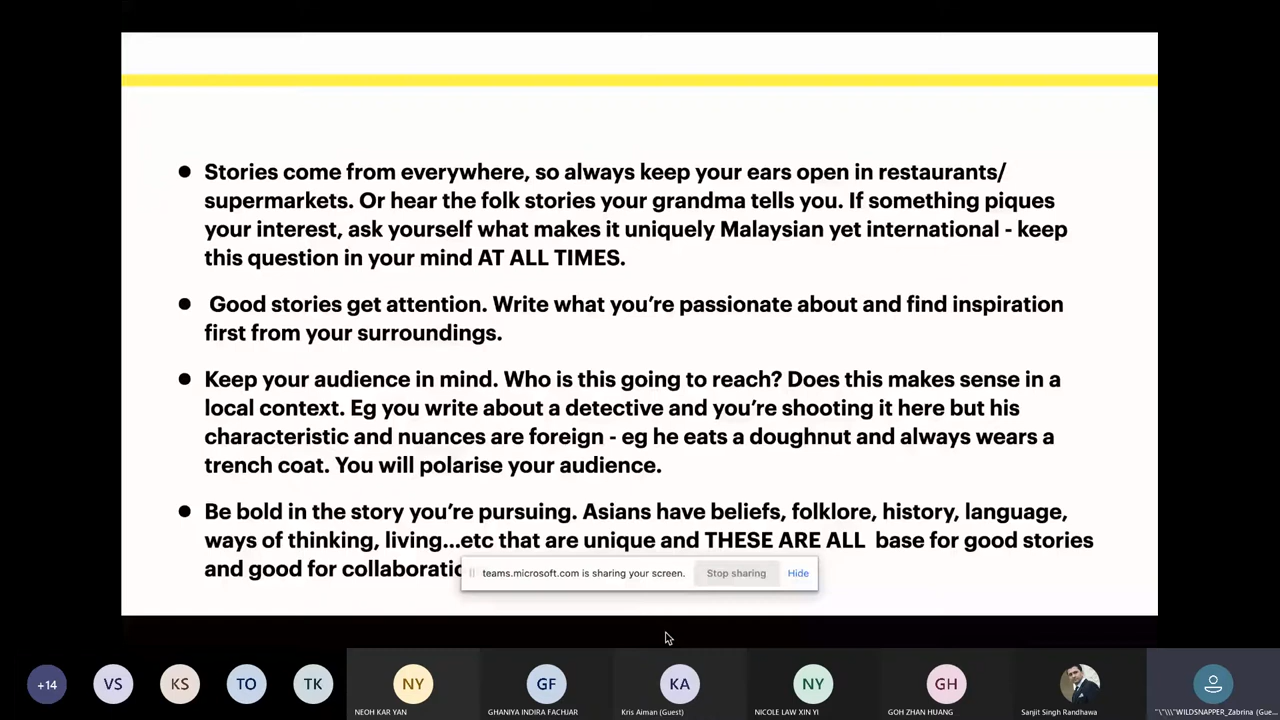 Stories come from everywhere, so always keep your ears open in restaurants/
supermarkets. Or hear the folk stories your grandma tells you. If something piques
your interest, ask yourself what makes it uniquely Malaysian yet international - keep
this question in your mind AT ALL TIMES.
Good stories get attention. Write what you’re passionate about and find inspiration
first from your surroundings.
Keep your audience in mind. Who is this going to reach? Does this makes sense in a
local context. Eg you write about a detective and you’re shooting it here but his
characteristic and nuances are foreign - eg he eats a doughnut and always wears a
trench coat. You will polarise your audience.
Be bold in the story you’re pursuing. Asians have beliefs, folklore, history, language,
ways of thinking, living...etc that are unique and THESE ARE ALL base for good stories
and good for
teams.microsoft.com is sharing your screen. Stop sharing Hide
+14 VS KS TO TK NY GF KA NY GH
NEOH KAR YAN GHANIYA INDIRA FACHJAR Kris Aiman (Guest) NICOLE LAW XIN YI GOH ZHAN HUANG Sanjit Singh Randhawa "\"\\\"WILDSNAPPER_Zabrina (Gue...